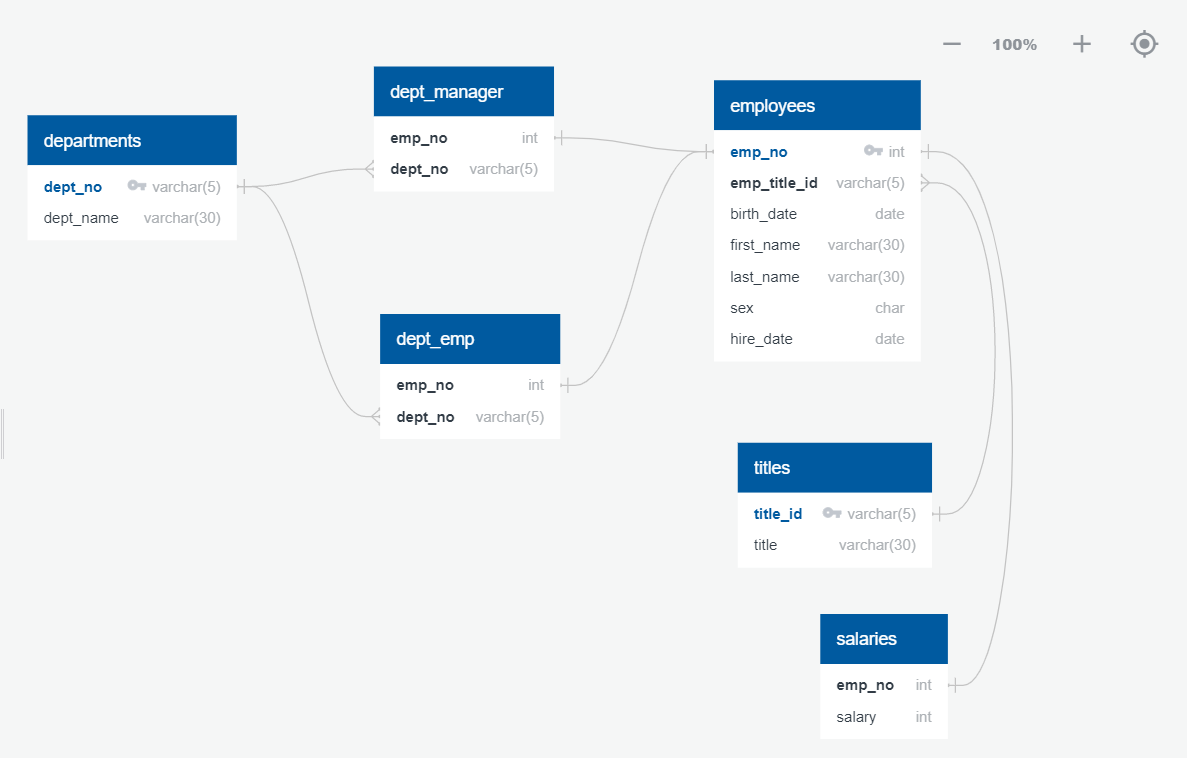 100%
departments
dept_no varchar(5)
dept_name varchar(30)
dept_manager
emp_no int
dept_no varchar(5)
dept_emp
emp_no int
dept_no varchar(5)
employees
emp_no int
emp_title_id varchar(5)
birth_date date
first_name varchar(30)
last_name varchar(30)
sex char
hire_date date
titles
title_id varchar(5)
title varchar(30)
salaries
emp_no int
salary int